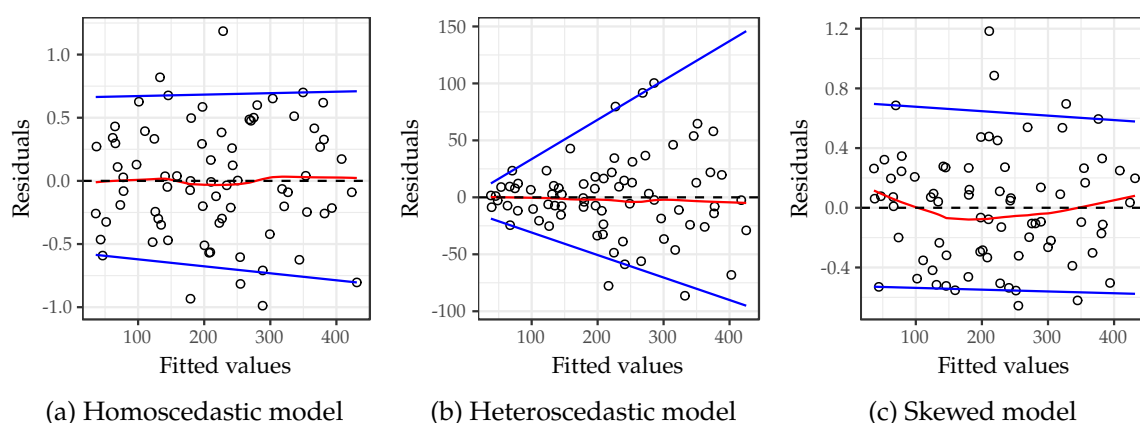 1.0
0.5
0.0
-0.5
-1.0
Residuals
100 200 300 400
Fitted values
(a) Homoscedastic model
150
100
50
0
-50
-100
Residuals
0 100 200 300 400
Fitted values
(b) Heteroscedastic model
1.2
0.8
0.4
0.0
-0.4
Residuals
100 200 300 400
Fitted values
(c) Skewed model